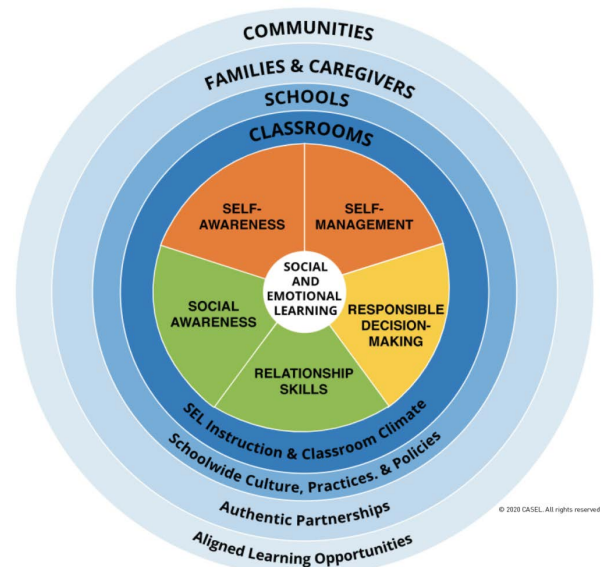 COMMUNITIES
FAMILIES & CAREGIVERS
SCHOOLS
CLASSROOMS
SELF-
AWARENESS
SELF-
MANAGEMENT
SOCIAL
AND
EMOTIONAL
LEARNING
SOCIAL
AWARENESS
RESPONSIBLE
DECISION-
MAKING
RELATIONSHIP
SKILLS
SEL Instruction & Classroom Climate
Schoolwide Culture, Practices. & Policies
Authentic Partnerships
Aligned Learning Opportunities
© 2020 CASEL. All rights reserved